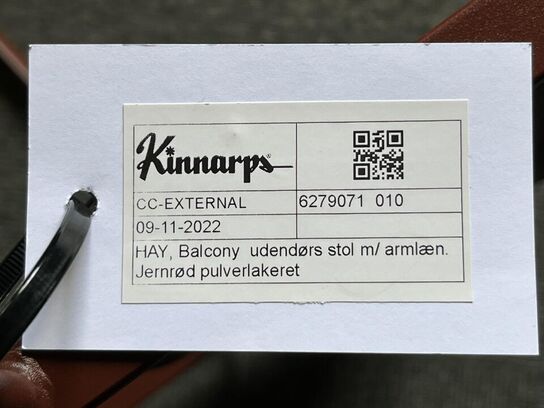 Kinnarps
CC-EXTERNAL 6279071 010
09-11-2022
HAY, Balcony udendørs stol m/ armlæn.
Jernrød pulverlakeret